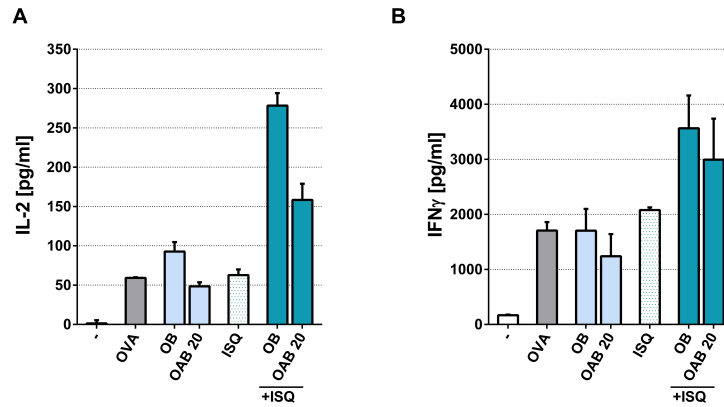 A
IL-2 [pg/ml]
350
300
250
200
150
100
50
0
-
OVA
OB
OAB 20
ISQ
OB
OAB 20
+ISQ
B
IFNγ [pg/ml]
5000
4000
3000
2000
1000
0
-
OVA
OB
OAB 20
ISQ
OB
OAB 20
+ISQ